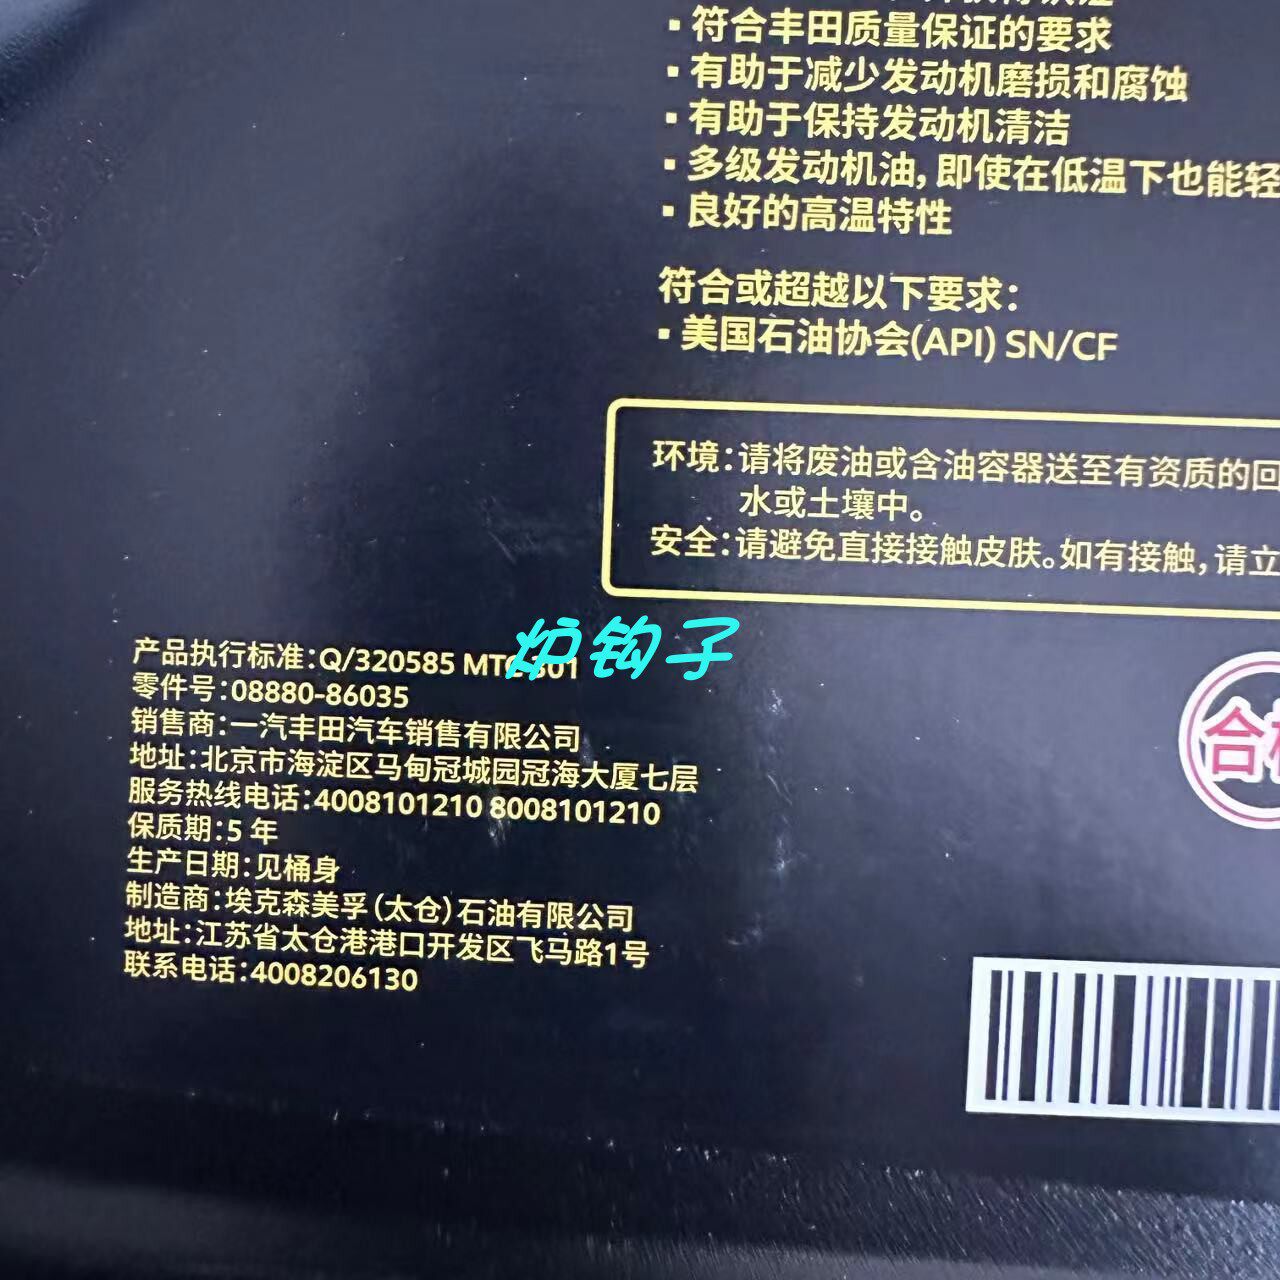 ▪ 符合丰田质量保证的要求
▪ 有助于减少发动机磨损和腐蚀
▪ 有助于保持发动机清洁
▪ 多级发动机油，即使在低温下也能轻
▪ 良好的高温特性
符合或超越以下要求：
▪ 美国石油协会(API) SN/CF
环境：请将废油或含油容器送至有资质的回
水或土壤中。
安全：请避免直接接触皮肤。如有接触，请立
炉钩子
产品执行标准：Q/320585 MTC 301
零件号：08880-86035
销售商：一汽丰田汽车销售有限公司
地址：北京市海淀区马甸冠城园冠海大厦七层
服务热线电话：4008101210 8008101210
保质期：5 年
生产日期：见桶身
制造商：埃克森美孚（太仓）石油有限公司
地址：江苏省太仓港港口开发区飞马路1号
联系电话：4008206130
合